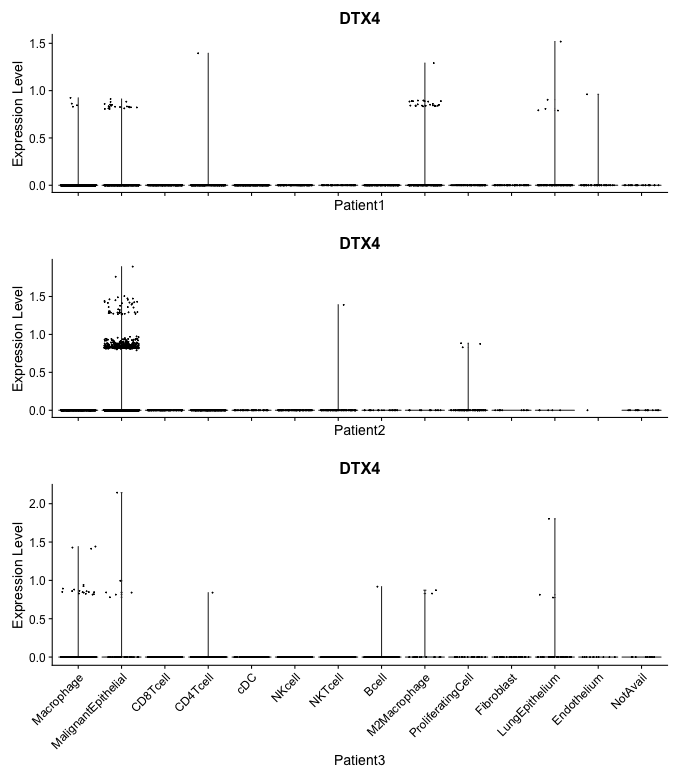 DTX4
Expression Level
1.5
1.0
0.5
0.0
Patient1
DTX4
Expression Level
1.5
1.0
0.5
0.0
Patient2
DTX4
Expression Level
2.0
1.5
1.0
0.5
0.0
Macrophage
MalignantEpithelial
CD8Tcell
CD4Tcell
cDC
NKcell
NKTcell
Bcell
M2Macrophage
ProliferatingCell
Fibroblast
LungEpithelium
Endothelium
NotAvail
Patient3